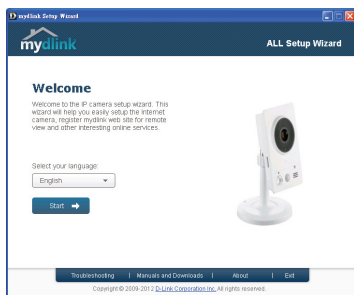 mydlink Setup Wizard
mydlink
ALL Setup Wizard
Welcome
Welcome to the IP camera setup wizard. This
wizard will help you easily setup the Internet
camera, register mydlink web site for remote
view and other interesting online services.
Select your language:
English
Start
Troubleshooting | Manuals and Downloads | About | Exit
Copyright © 2009-2012 D-Link Corporation Inc. All rights reserved.